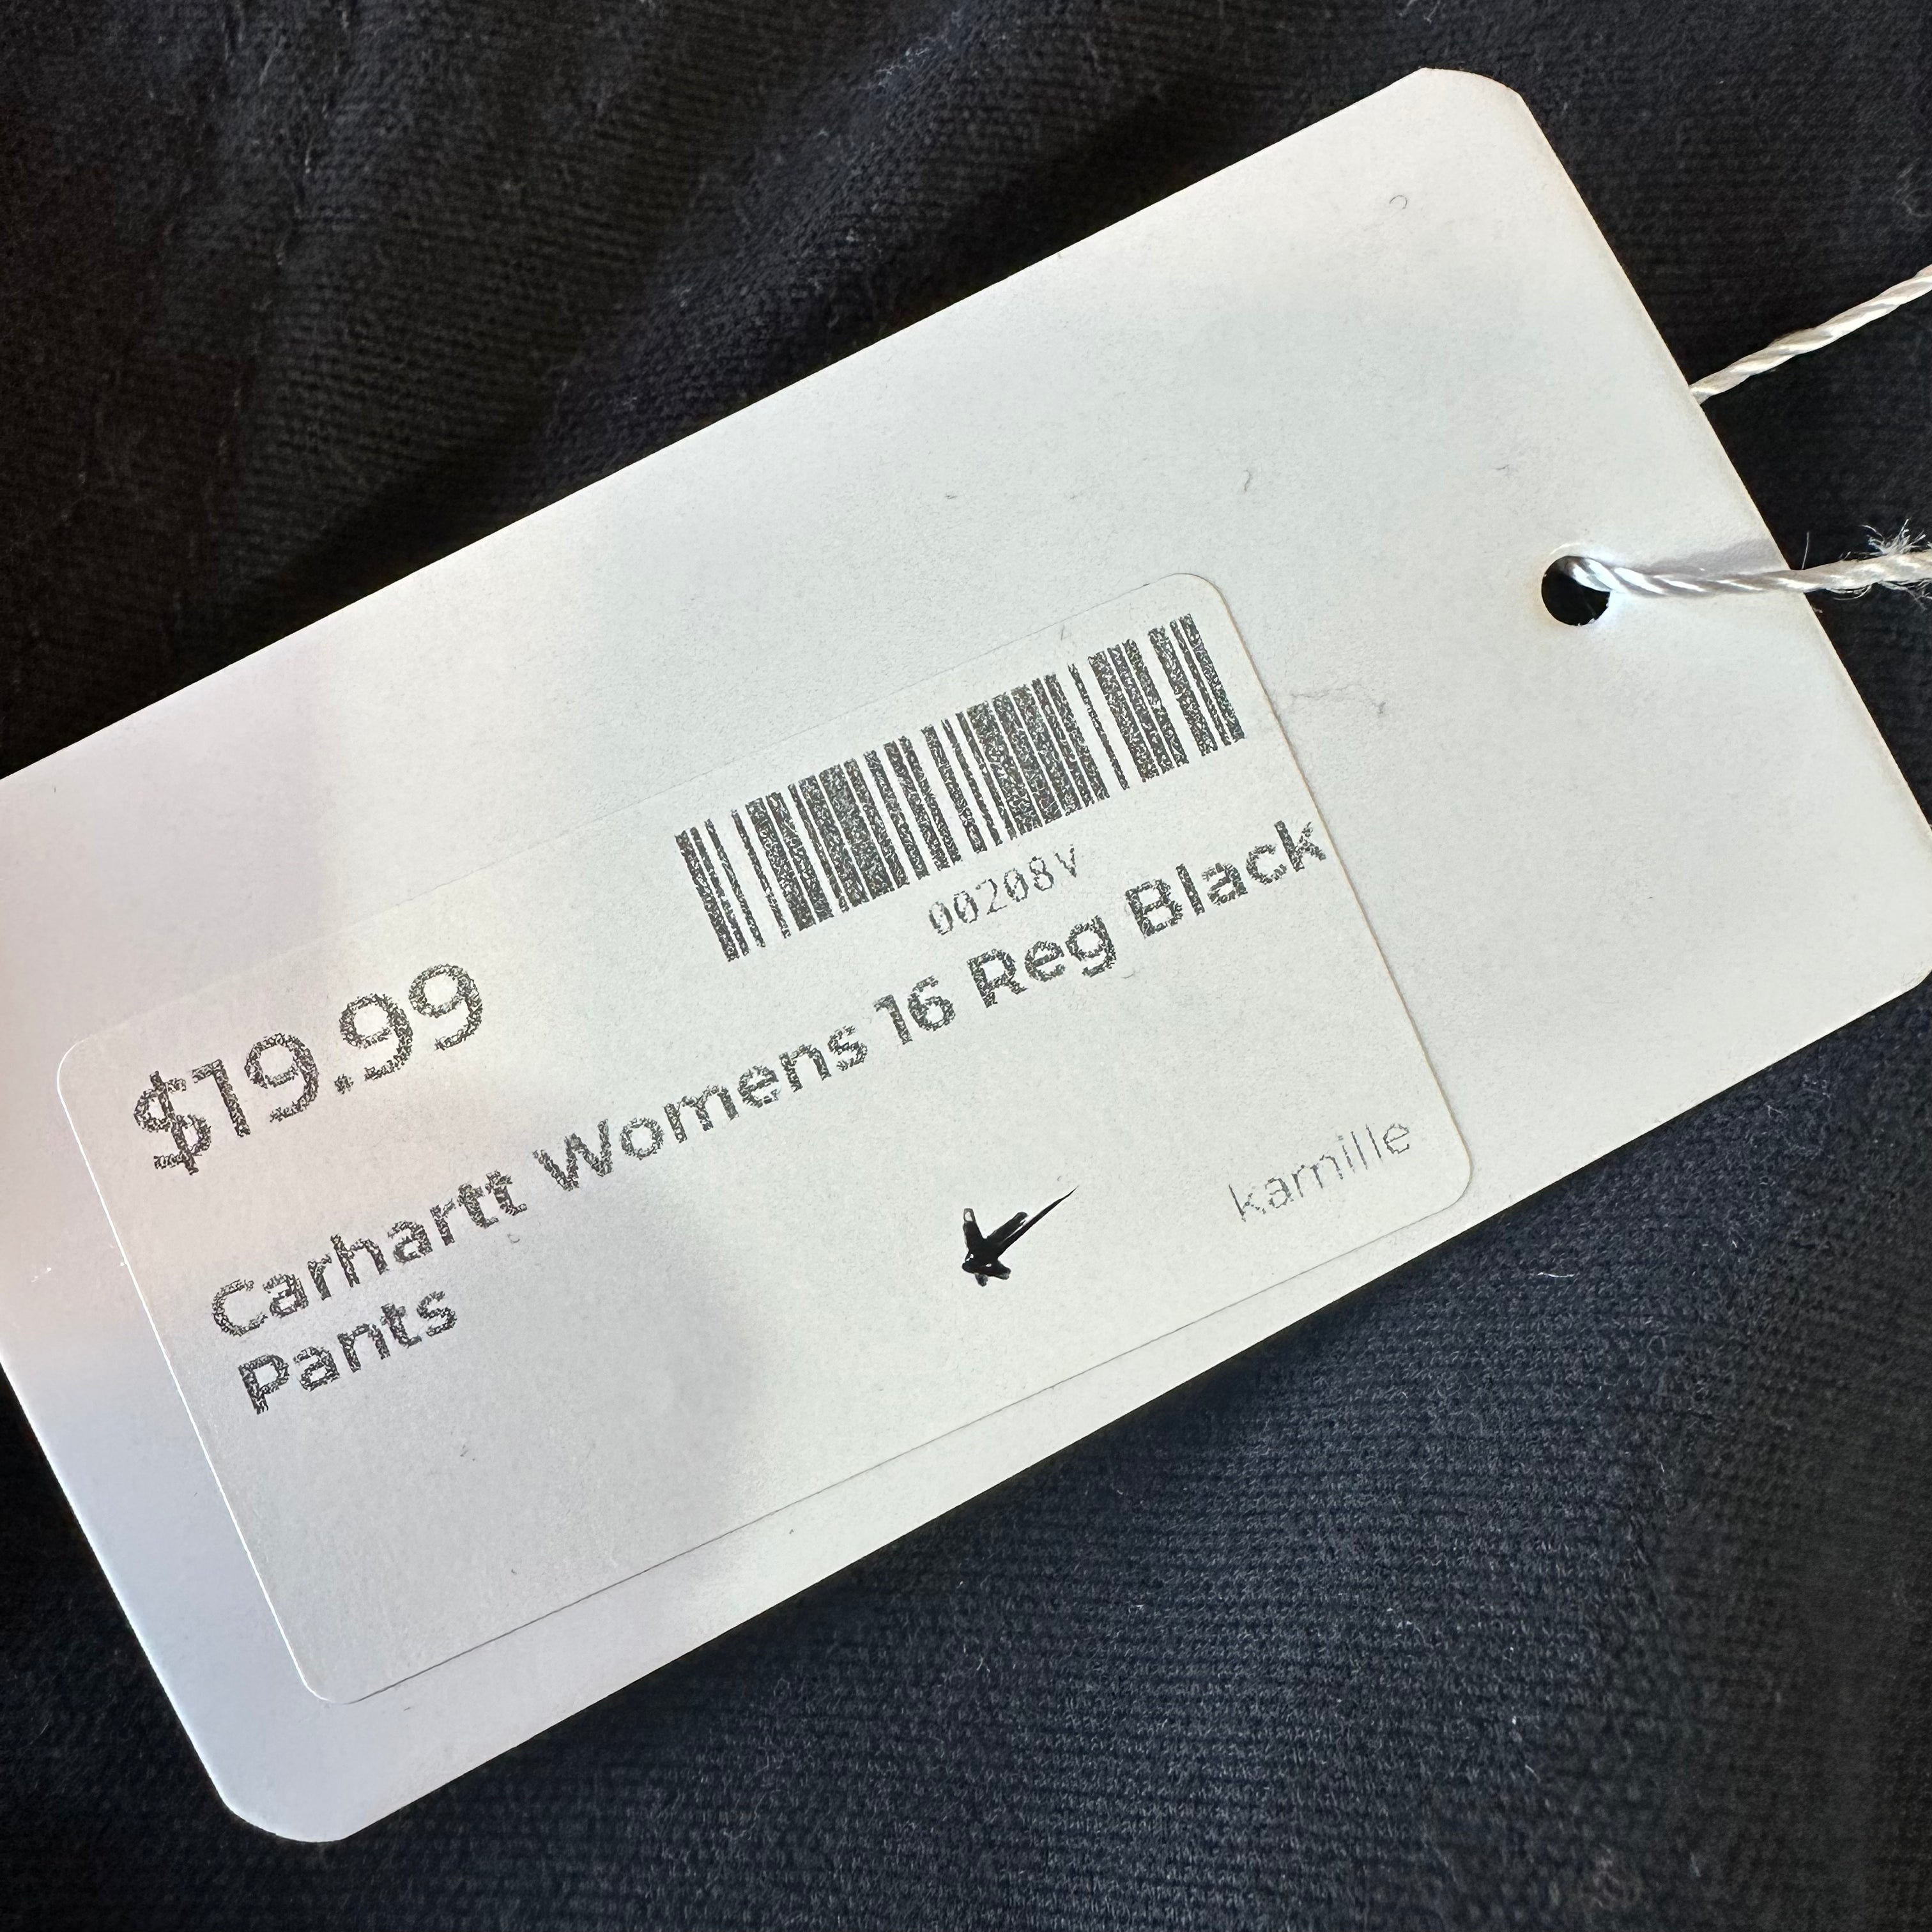 00208V
$19.99
Carhartt Womens 16 Reg Black
Pants
kamille